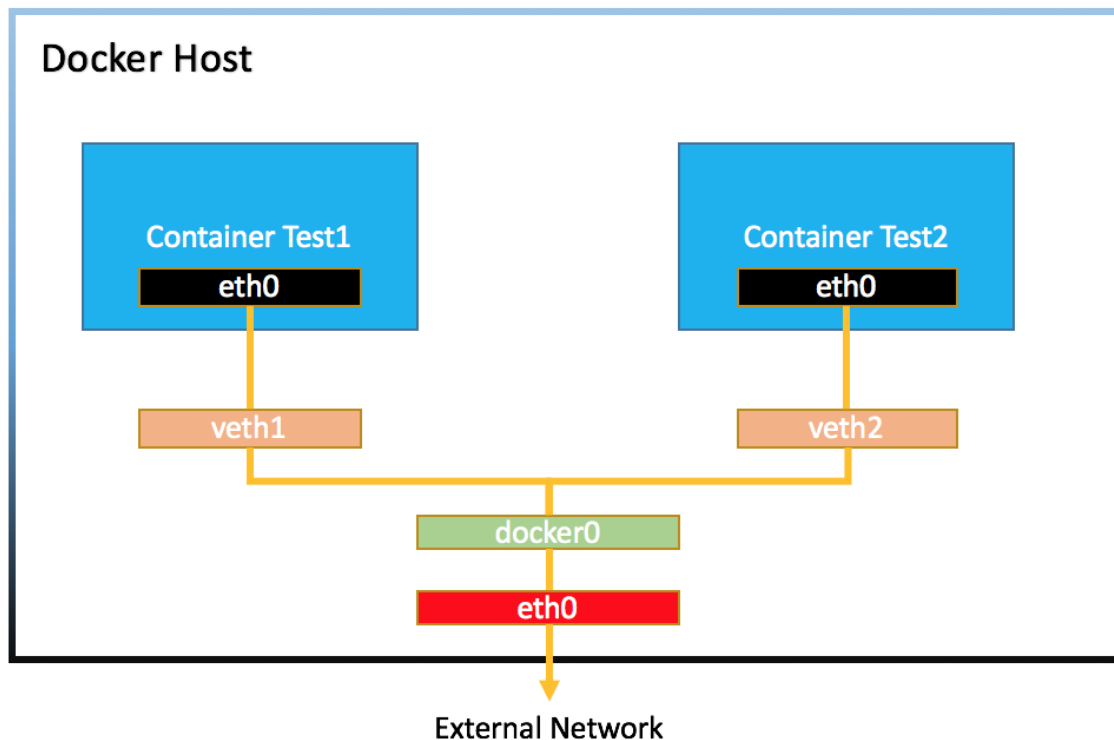 Docker Host
Container Test1
eth0
Container Test2
eth0
veth1
veth2
docker0
eth0
External Network